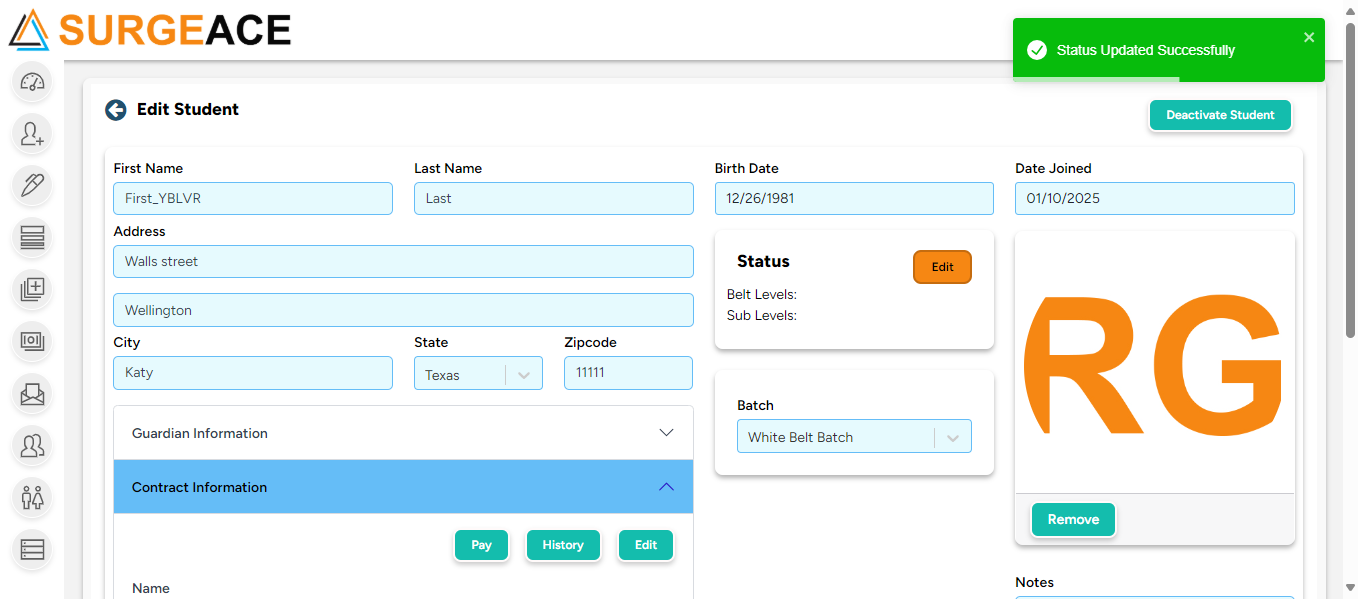 SURGEACE
Status Updated Successfully
Edit Student
Deactivate Student
First Name
Last Name
Birth Date
Date Joined
First_YBLVR
Last
12/26/1981
01/10/2025
Address
Walls street
Wellington
City
State
Zipcode
Katy
Texas
11111
Status
Edit
Belt Levels:
Sub Levels:
Batch
White Belt Batch
RG
Remove
Guardian Information
Contract Information
Pay
History
Edit
Name
Notes